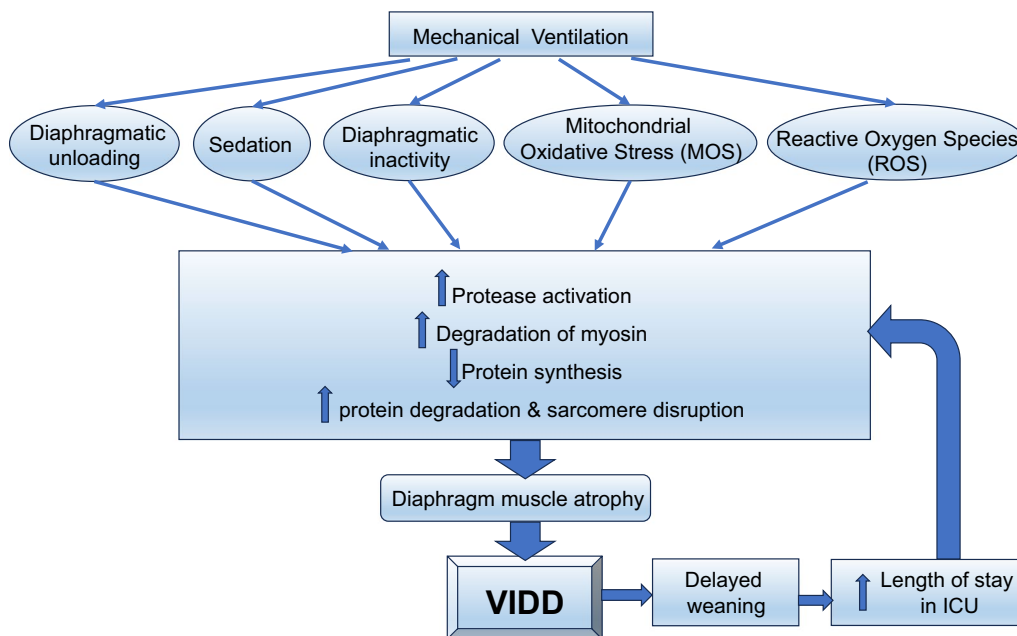 Mechanical Ventilation
Diaphragmatic
unloading
Sedation
Diaphragmatic
inactivity
Mitochondrial
Oxidative Stress (MOS)
Reactive Oxygen Species
(ROS)
Protease activation
Degradation of myosin
Protein synthesis
protein degradation & sarcomere disruption
Diaphragm muscle atrophy
VIDD
Delayed
weaning
Length of stay
in ICU